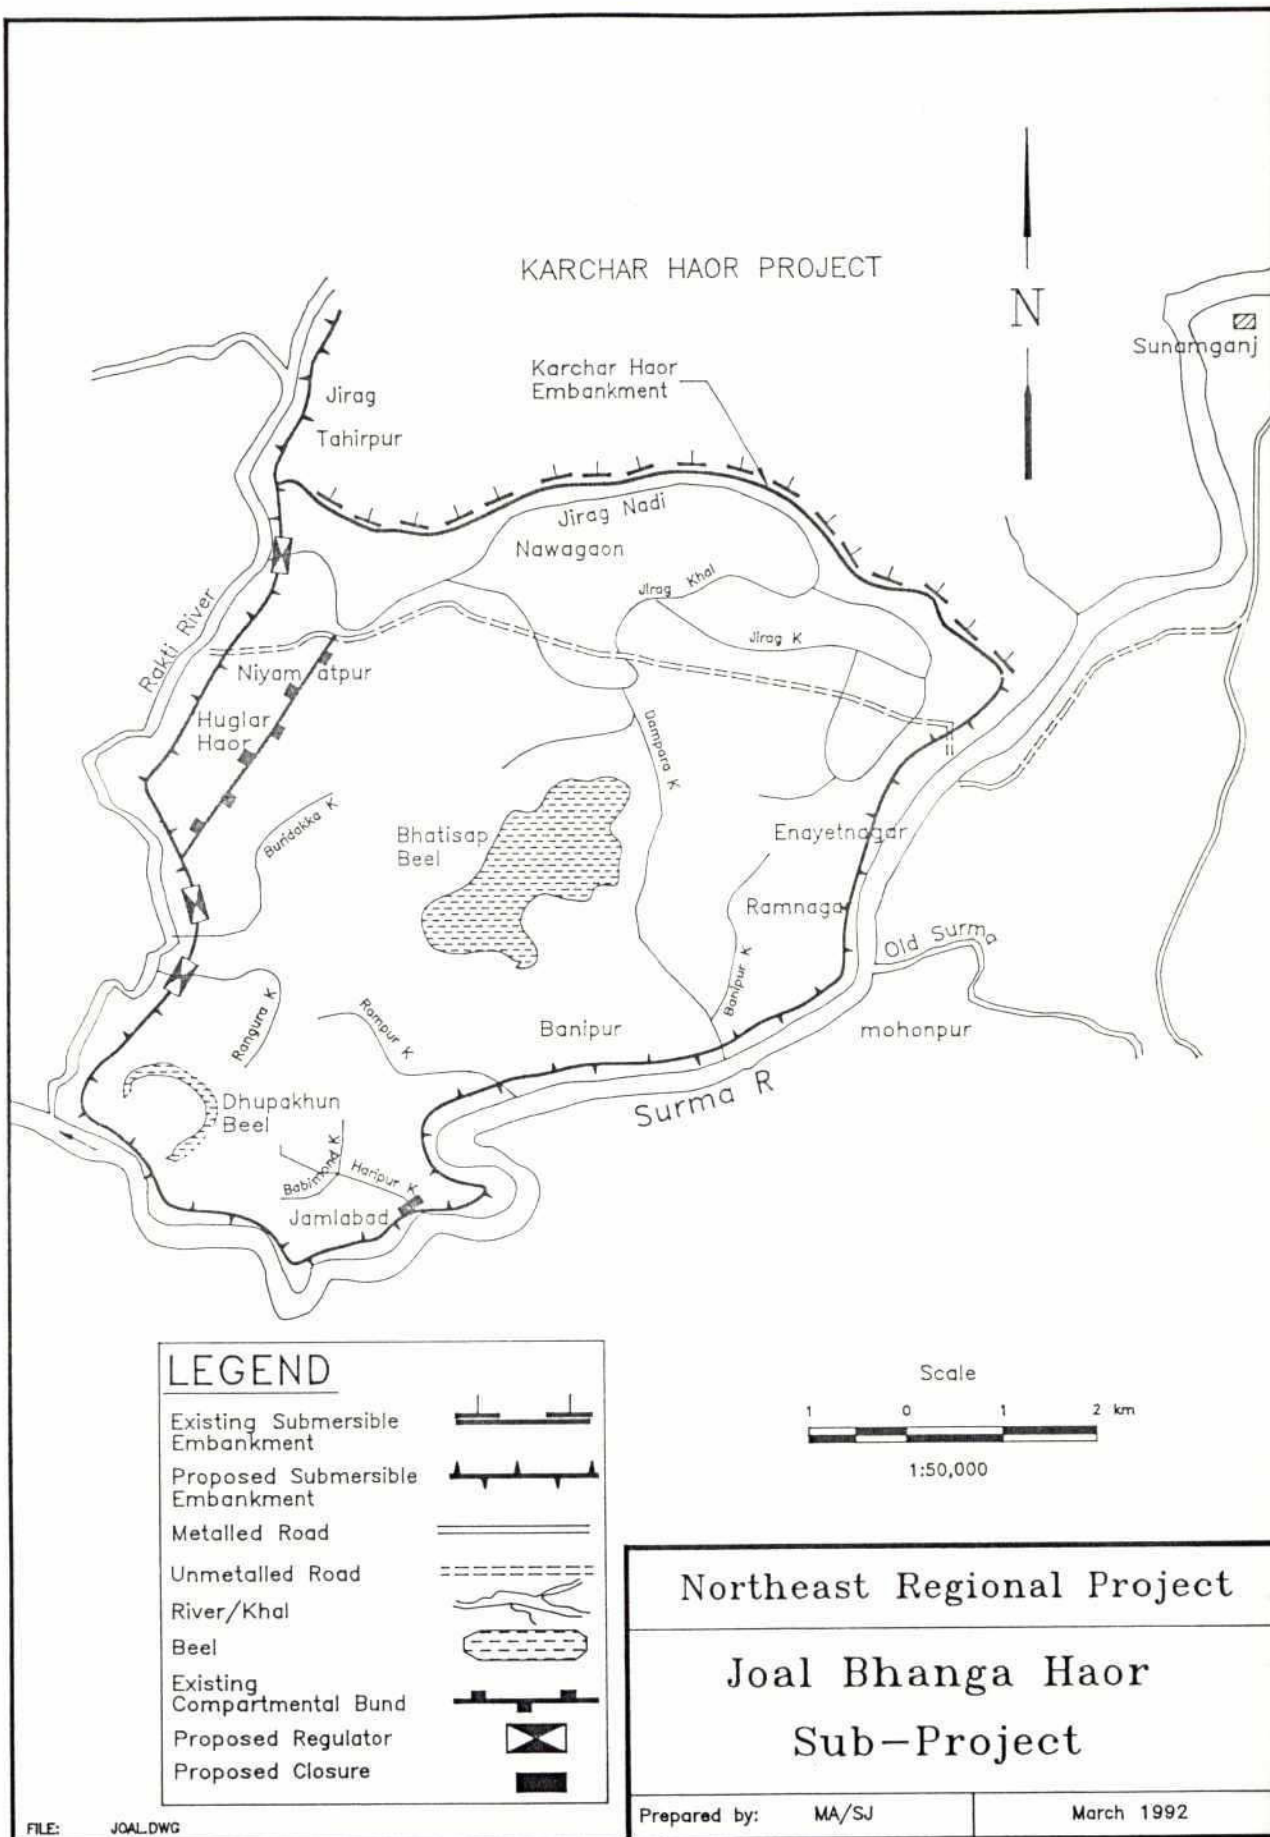 KARCHAR HAOR PROJECT
N
Sunamganj
Karchar Haor
Embankment
Jirag
Tahirpur
Jirag Nadi
Nawagaon
Jirag Khal
Jirag K
Rakti River
Niyam atpur
Huglar
Haor
Dampara K
Buridakka K
Bhatisap
Beel
Enayetnagar
Ramnagar
Old Surma
Banipur K
Rangura K
Rampur K
Banipur
mohonpur
Surma R
Dhupakhun
Beel
Babimond K
Haripur K
Jamlabad
LEGEND
Existing Submersible
Embankment
Proposed Submersible
Embankment
Metalled Road
Unmetalled Road
River/Khal
Beel
Existing
Compartmental Bund
Proposed Regulator
Proposed Closure
Scale
1 0 1 2 km
1:50,000
Northeast Regional Project
Joal Bhanga Haor
Sub-Project
Prepared by: MA/SJ March 1992
FILE: JOAL.DWG